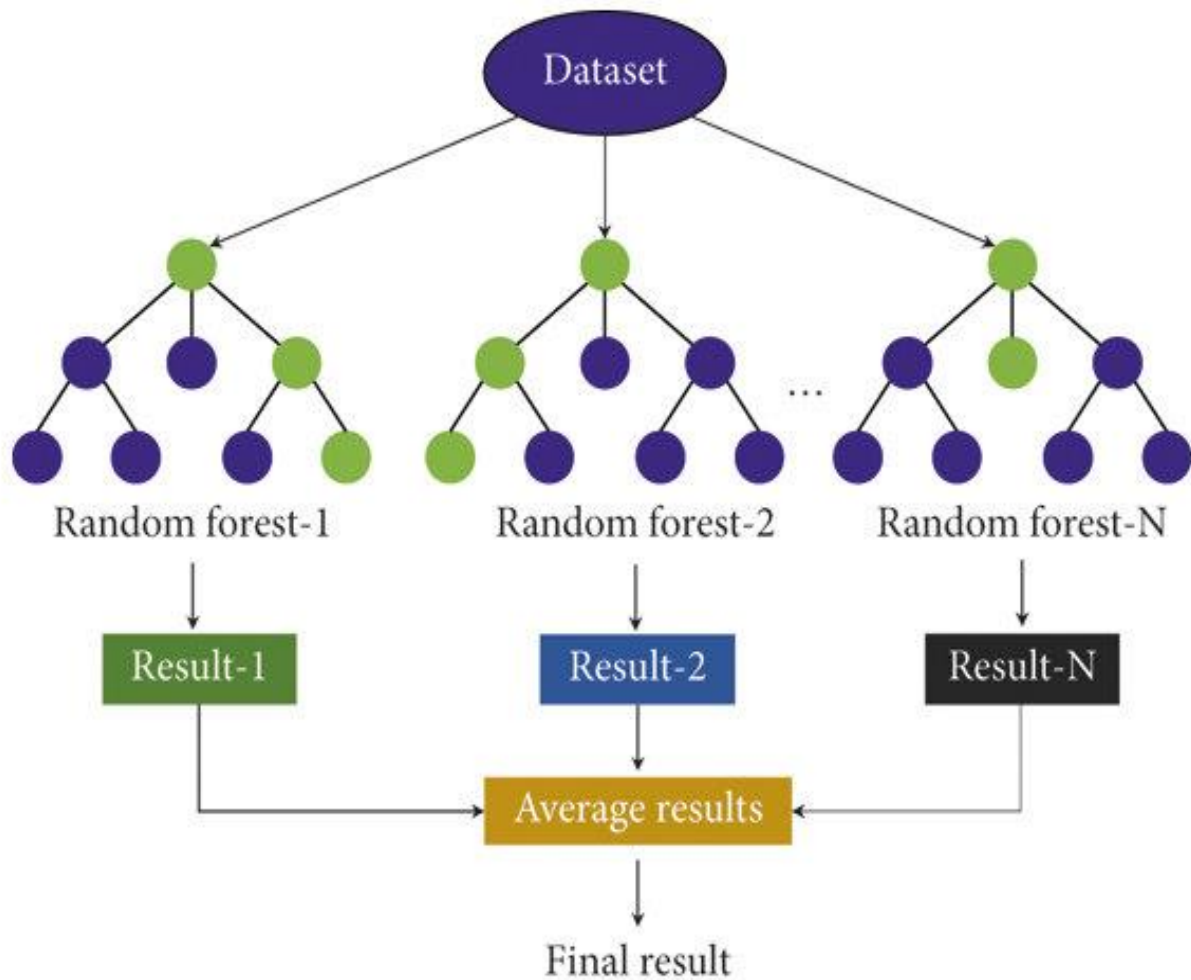 Dataset
...
Random forest-1
Random forest-2
Random forest-N
Result-1
Result-2
Result-N
Average results
Final result